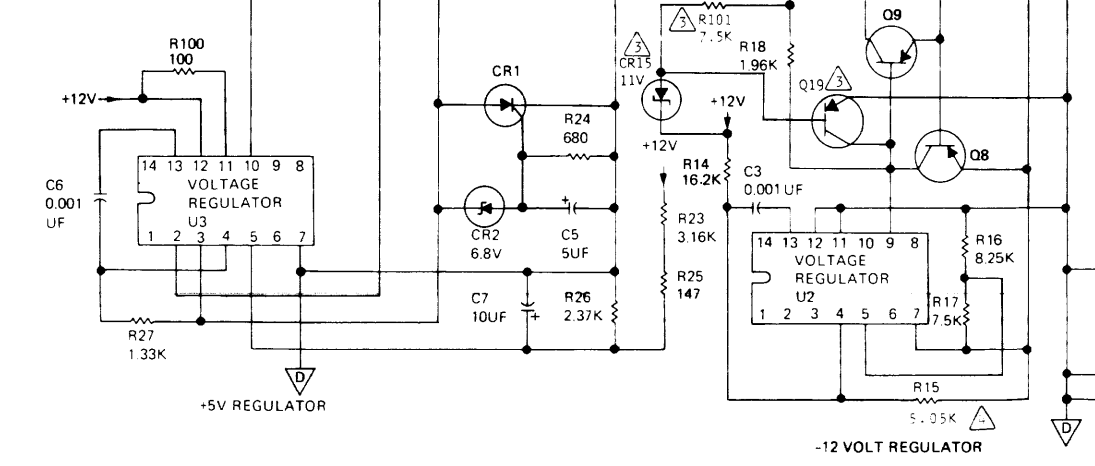 R100
100
+12V
CR1
R24
680
C6
0.001
UF
14 13 12 11 10 9 8
VOLTAGE
REGULATOR
U3
1 2 3 4 5 6 7
CR2
6.8V
C5
+
5UF
C7
10UF
+
R26
2.37K
R27
1.33K
D
+5V REGULATOR
3
R101
7.5K
3
CR15
11V
R18
1.96K
Q9
Q19
3
+12V
+12V
Q8
R14
16.2K
C3
0.001 UF
R23
3.16K
R25
147
14 13 12 11 10 9 8
VOLTAGE
REGULATOR
U2
1 2 3 4 5 6 7
R16
8.25K
R17
7.5K
R15
5.05K
4
D
-12 VOLT REGULATOR